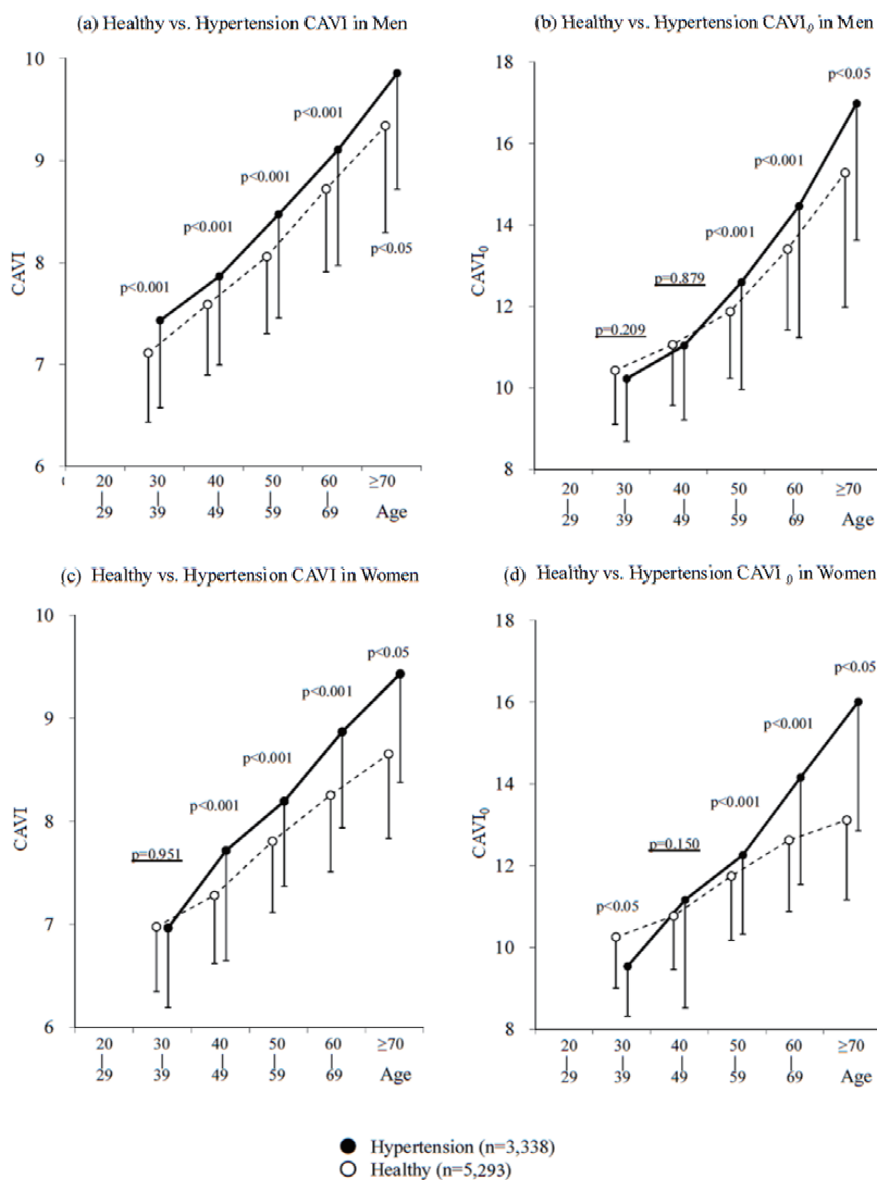 (a) Healthy vs. Hypertension CAVI in Men
10
9
8
7
6
CAVI
p<0.001
p<0.001
p<0.001
p<0.001
p<0.05
20 30 40 50 60 ≥70
29 39 49 59 69 Age
(b) Healthy vs. Hypertension CAVI0 in Men
18
16
14
12
10
8
CAVI0
p=0.209
p=0.879
p<0.001
p<0.001
p<0.05
20 30 40 50 60 ≥70
29 39 49 59 69 Age
(c) Healthy vs. Hypertension CAVI in Women
10
9
8
7
6
CAVI
p=0.951
p<0.001
p<0.001
p<0.001
p<0.05
20 30 40 50 60 ≥70
29 39 49 59 69 Age
(d) Healthy vs. Hypertension CAVI 0 in Women
18
16
14
12
10
8
CAVI0
p<0.05
p=0.150
p<0.001
p<0.001
p<0.05
20 30 40 50 60 ≥70
29 39 49 59 69 Age
Hypertension (n=3,338)
Healthy (n=5,293)